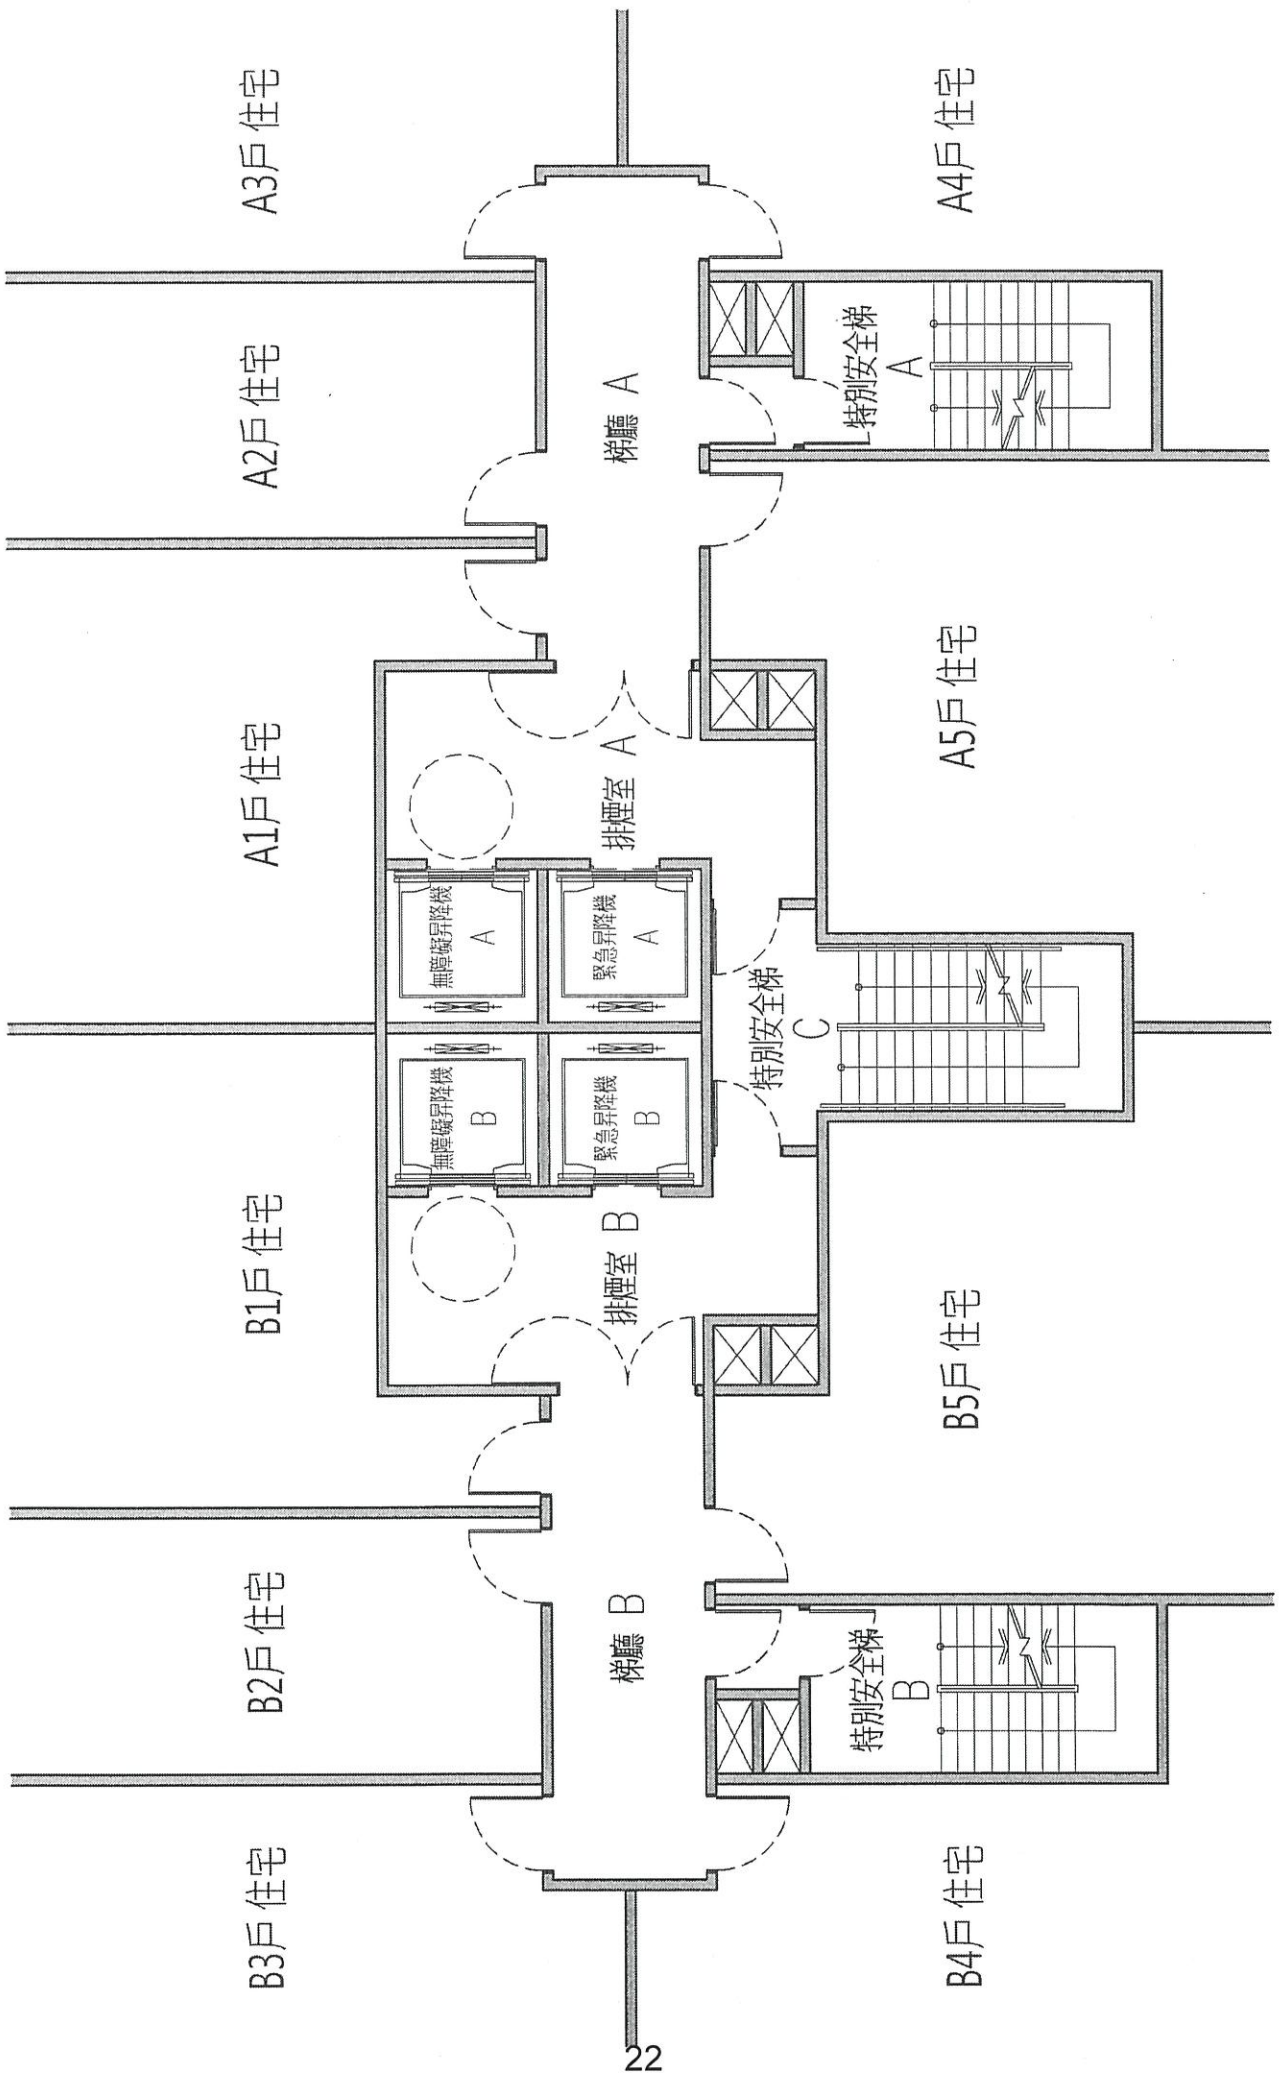 B3戶 住宅
B2戶 住宅
B1戶 住宅
A1戶 住宅
A2戶 住宅
A3戶 住宅
無障礙昇降機
B
無障礙昇降機
A
緊急昇降機
B
緊急昇降機
A
梯廳 B
排煙室 B
排煙室 A
梯廳 A
特別安全梯
B
特別安全梯
C
特別安全梯
A
B4戶 住宅
B5戶 住宅
A5戶 住宅
A4戶 住宅
22